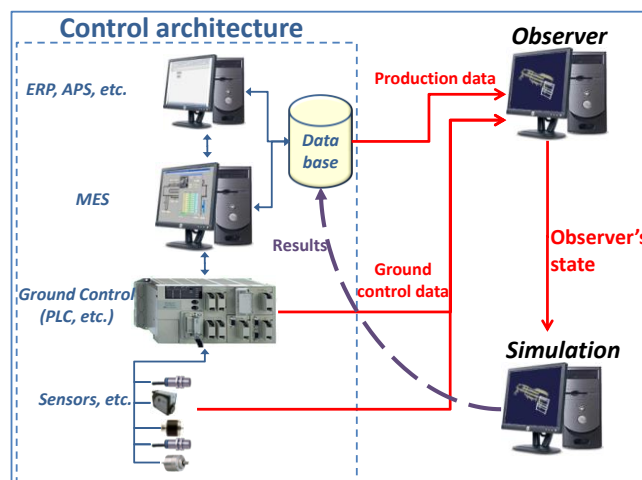 Control architecture
Observer
ERP, APS, etc.
Production data
Data
base
MES
Results
Observer's
state
Ground Control
(PLC, etc.)
Ground
control data
Simulation
Sensors, etc.